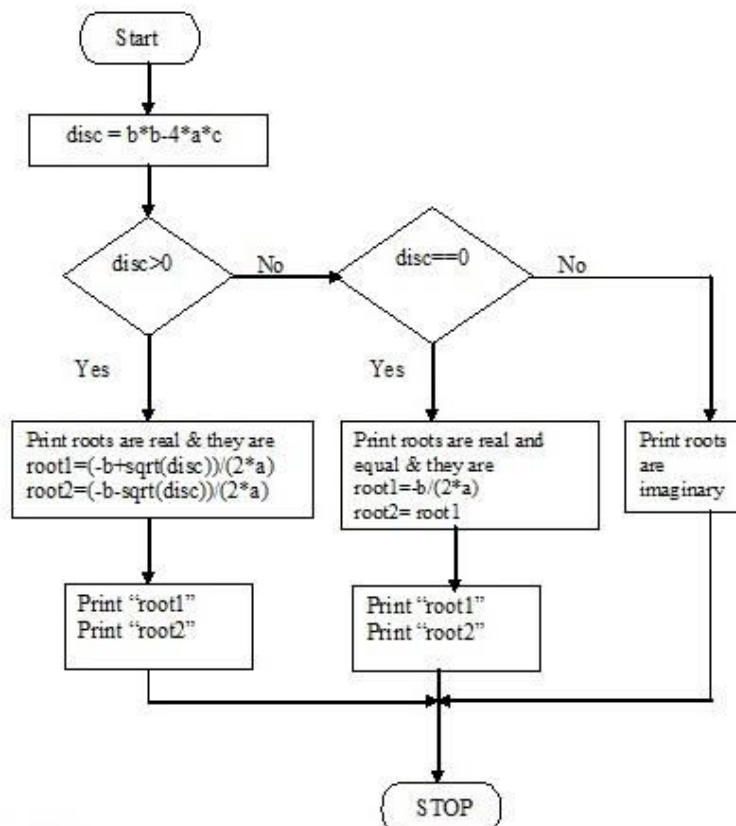 Start
disc = b*b-4*a*c
disc>0
No
disc==0
No
Yes
Yes
Print roots are real & they are
root1=(-b+sqrt(disc))/(2*a)
root2=(-b-sqrt(disc))/(2*a)
Print roots are real and
equal & they are
root1=-b/(2*a)
root2= root1
Print roots
are
imaginary
Print “root1”
Print “root2”
Print “root1”
Print “root2”
STOP